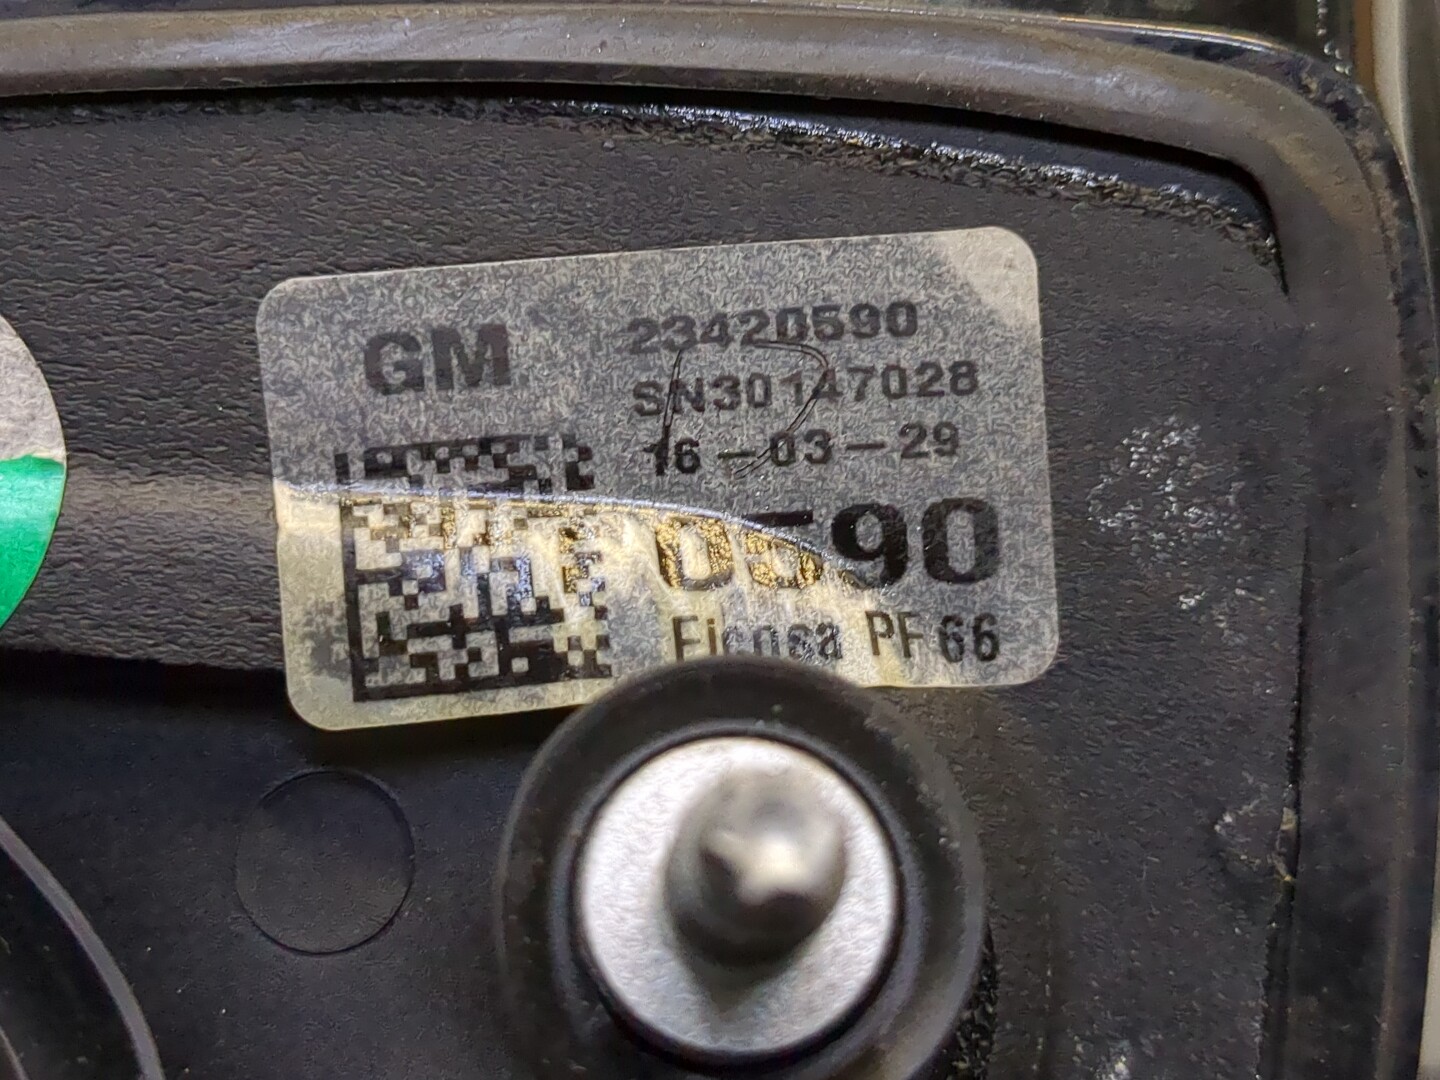 GM
23420590
SN30147028
16-03-29
0590
Ficosa PF66